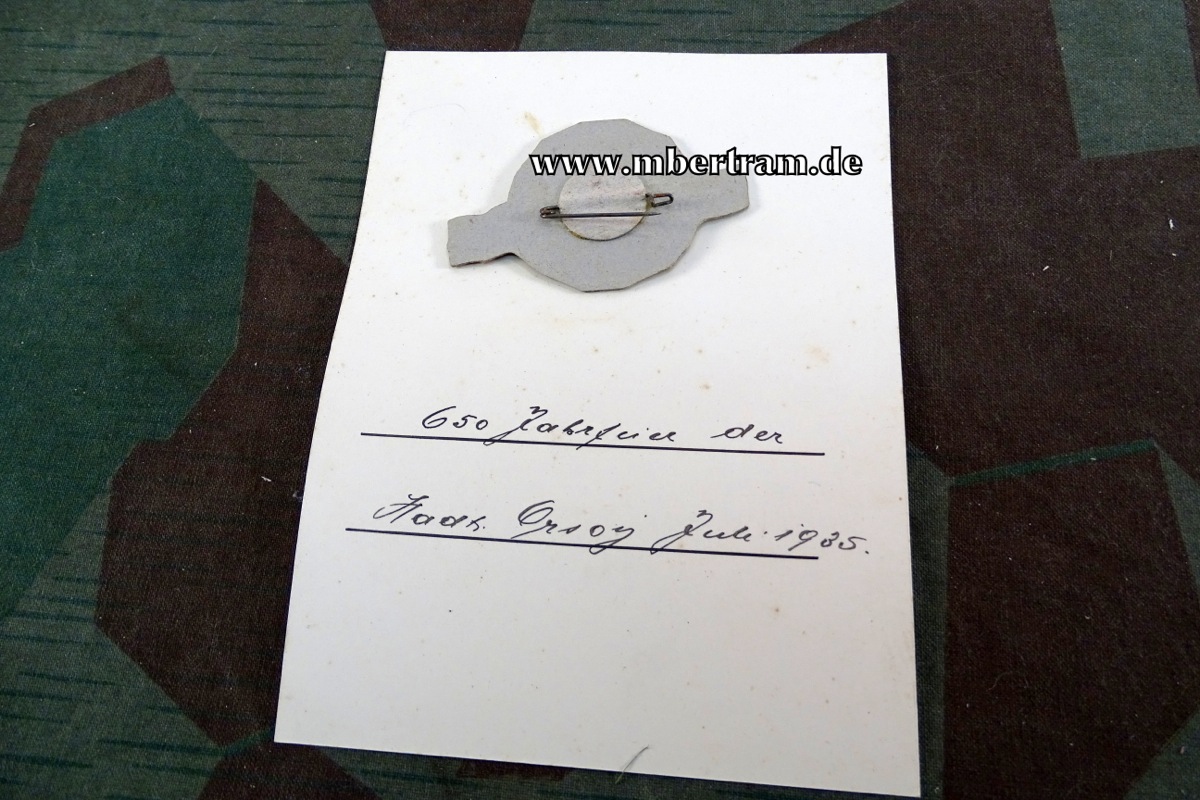 www.mbertram.de
650 Jahrfeier der
Stadt Orsoy Juli 1935.